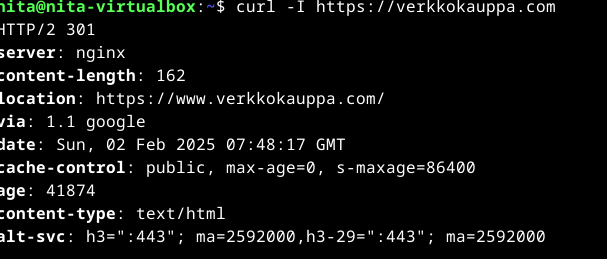 nita@nita-virtualbox:~$ curl -I https://verkkokauppa.com
HTTP/2 301
server: nginx
content-length: 162
location: https://www.verkkokauppa.com/
via: 1.1 google
date: Sun, 02 Feb 2025 07:48:17 GMT
cache-control: public, max-age=0, s-maxage=86400
age: 41874
content-type: text/html
alt-svc: h3=":443"; ma=2592000,h3-29=":443"; ma=2592000